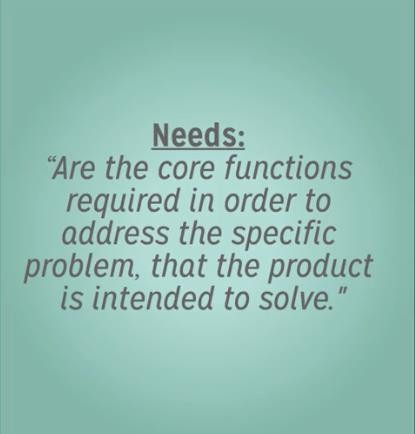 Needs:
“Are the core functions
required in order to
address the specific
problem, that the product
is intended to solve."